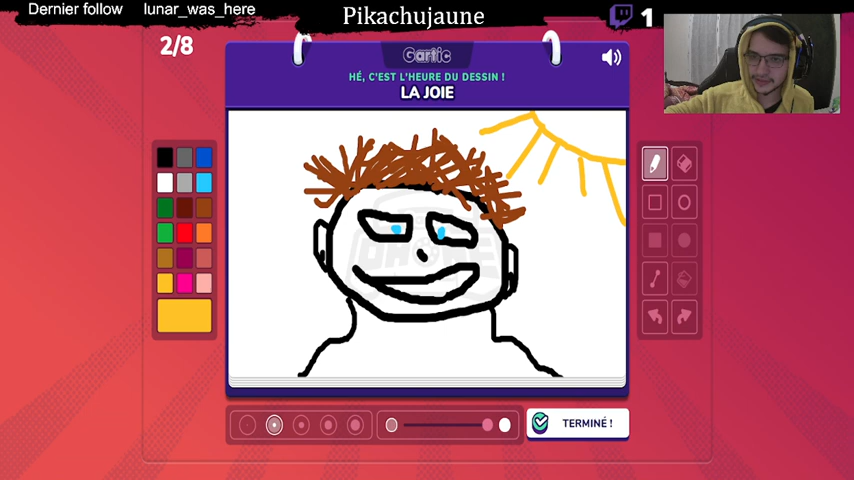 Dernier follow
lunar_was_here
Pikachujaune
1
2/8
Gartic
HÉ, C'EST L'HEURE DU DESSIN !
LA JOIE
TERMINÉ !